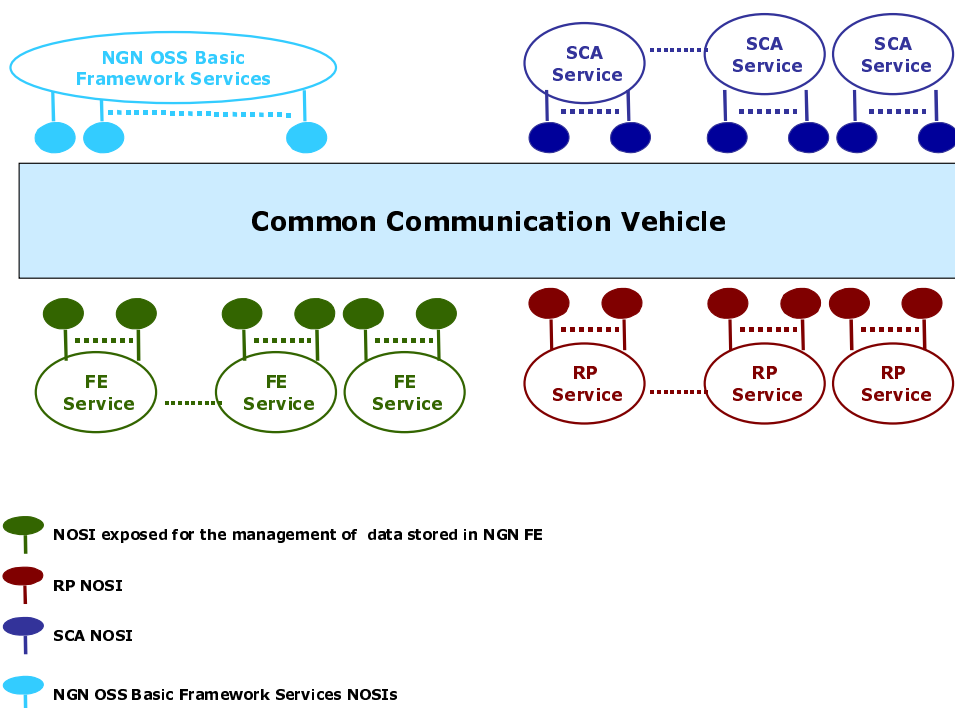 NGN OSS Basic
Framework Services
SCA
Service
SCA
Service
SCA
Service
Common Communication Vehicle
FE
Service
FE
Service
FE
Service
RP
Service
RP
Service
RP
Service
NOSI exposed for the management of data stored in NGN FE
RP NOSI
SCA NOSI
NGN OSS Basic Framework Services NOSIs